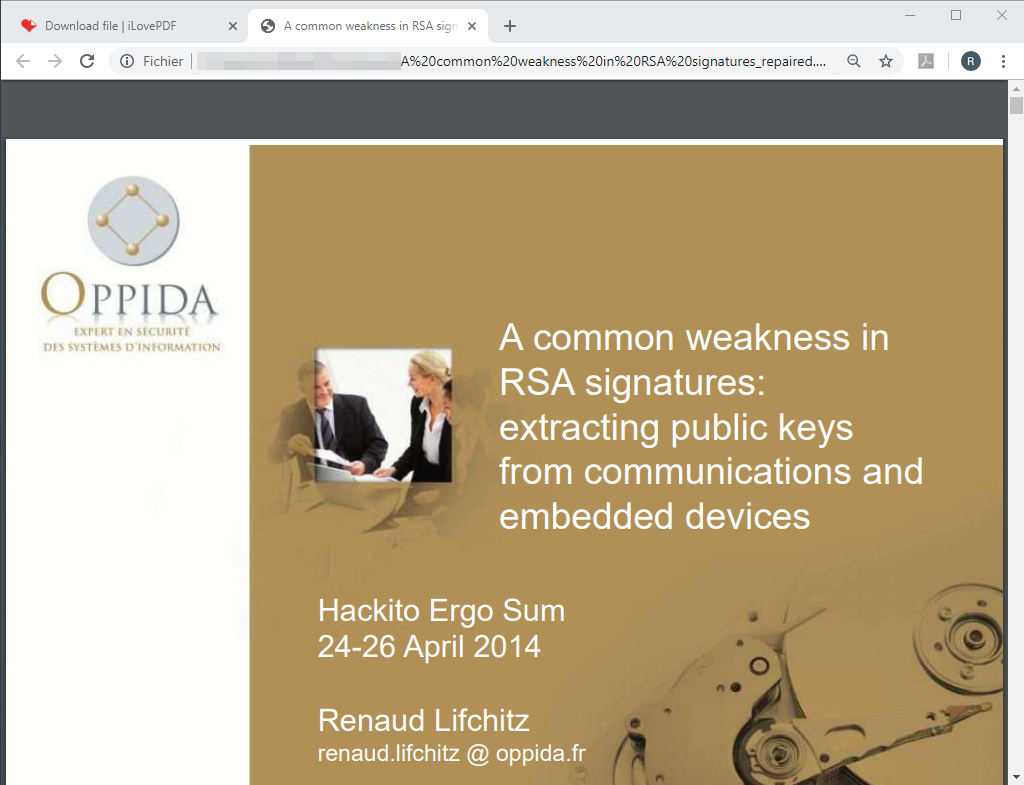 Download file | iLovePDF
A common weakness in RSA sign
Fichier
A%20common%20weakness%20in%20RSA%20signatures_repaired....
R
OPPIDA
EXPERT EN SÉCURITÉ
DES SYSTÈMES D'INFORMATION
A common weakness in
RSA signatures:
extracting public keys
from communications and
embedded devices
Hackito Ergo Sum
24-26 April 2014
Renaud Lifchitz
renaud.lifchitz @ oppida.fr